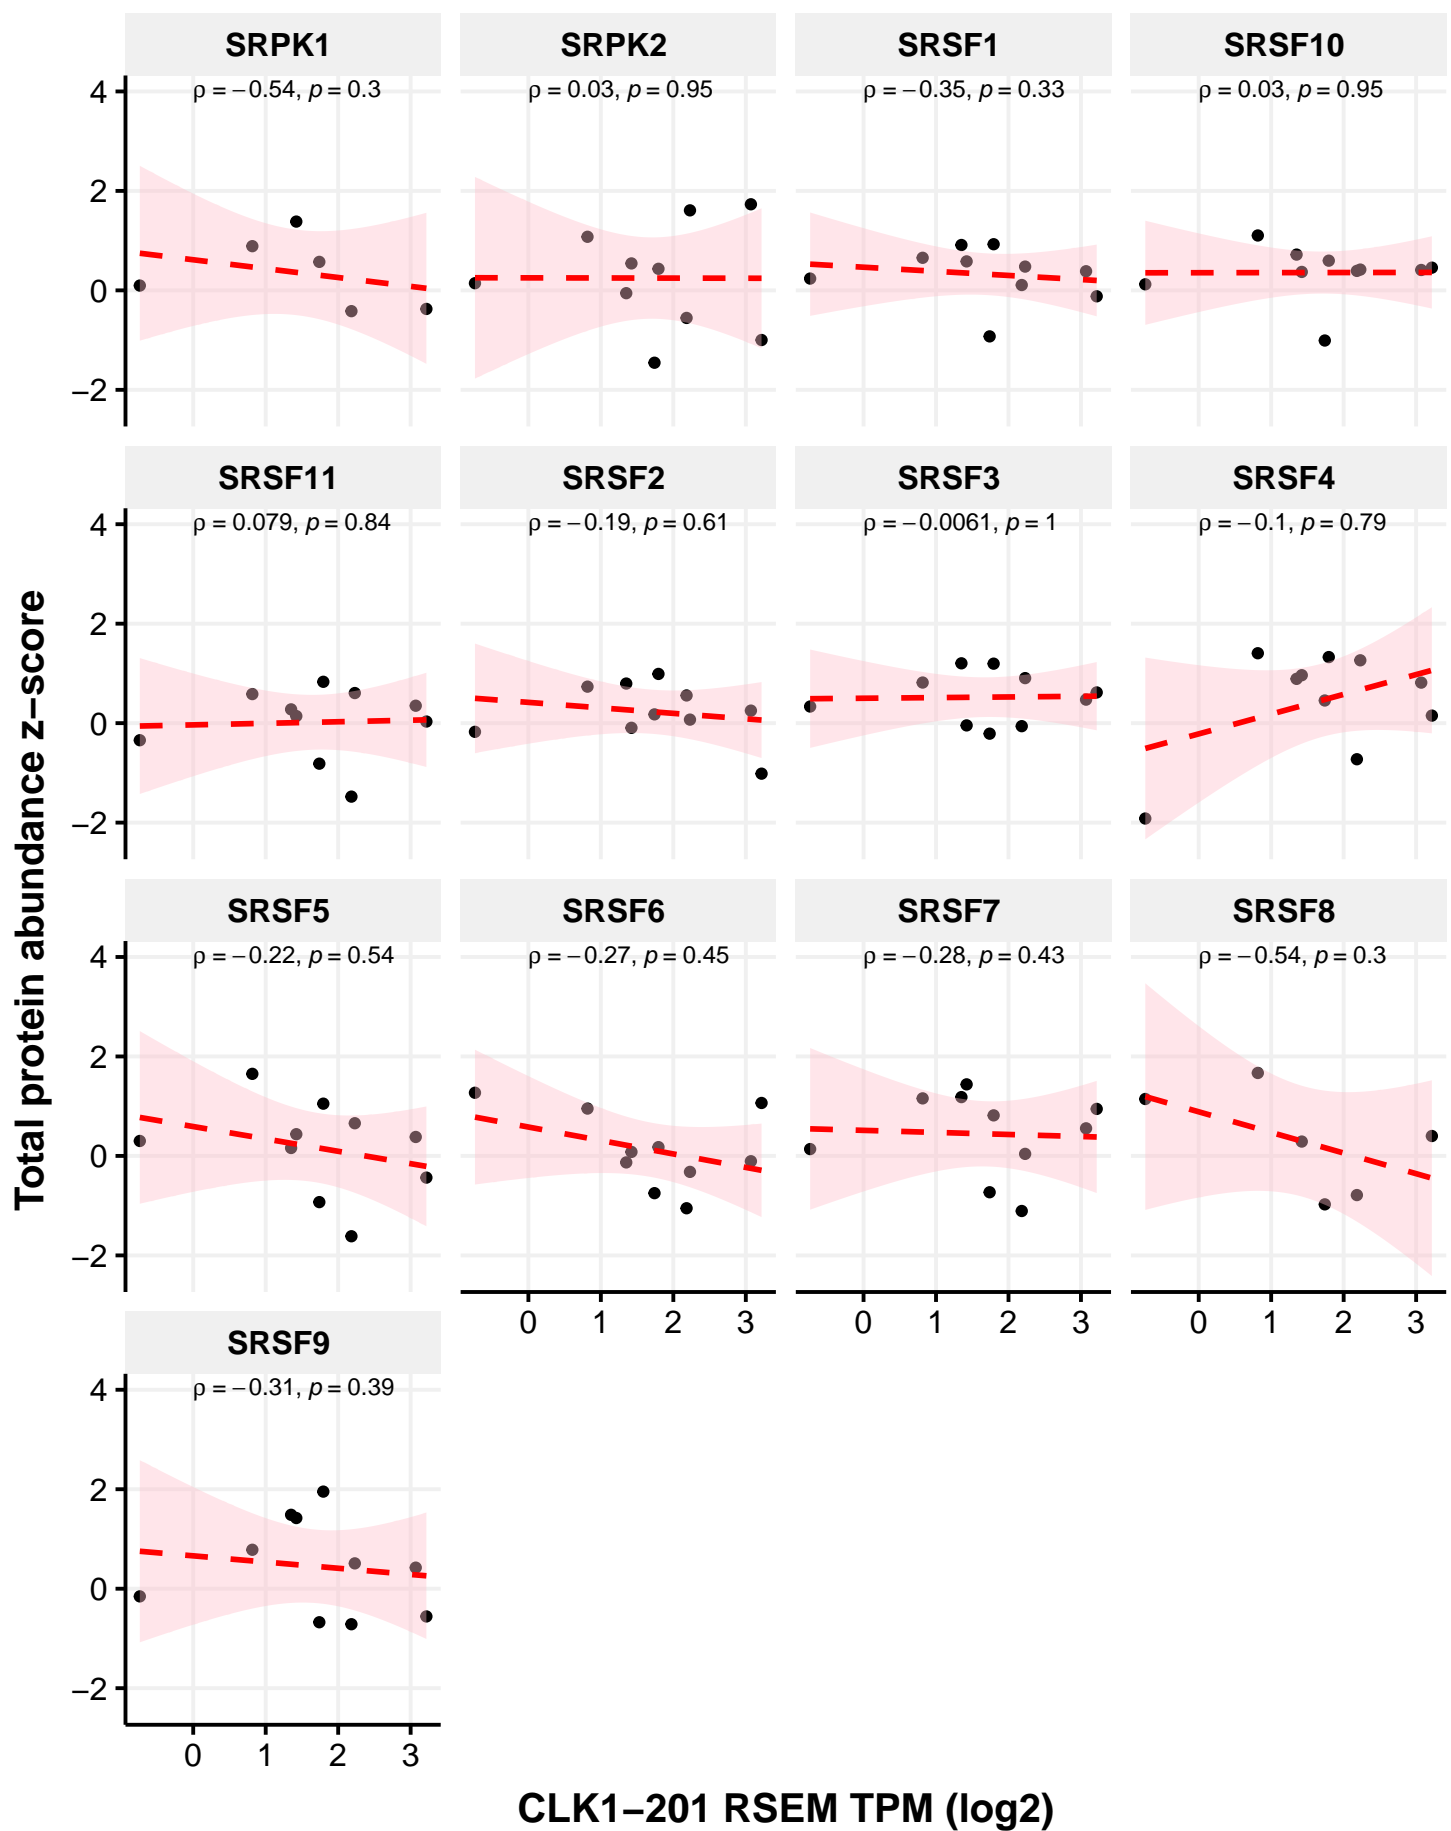 SRPK1 SRPK2 SRSF1 SRSF10
4 ρ = −0.54, p = 0.3 ρ = 0.03, p = 0.95 ρ = −0.35, p = 0.33 ρ = 0.03, p = 0.95
2
0
−2
SRSF11 SRSF2 SRSF3 SRSF4
4 ρ = 0.079, p = 0.84 ρ = −0.19, p = 0.61 ρ = −0.0061, p = 1 ρ = −0.1, p = 0.79
2
0
−2
Total protein abundance z−score
SRSF5 SRSF6 SRSF7 SRSF8
4 ρ = −0.22, p = 0.54 ρ = −0.27, p = 0.45 ρ = −0.28, p = 0.43 ρ = −0.54, p = 0.3
2
0
−2
0 1 2 3 0 1 2 3 0 1 2 3
SRSF9
4 ρ = −0.31, p = 0.39
2
0
−2
0 1 2 3
CLK1−201 RSEM TPM (log2)